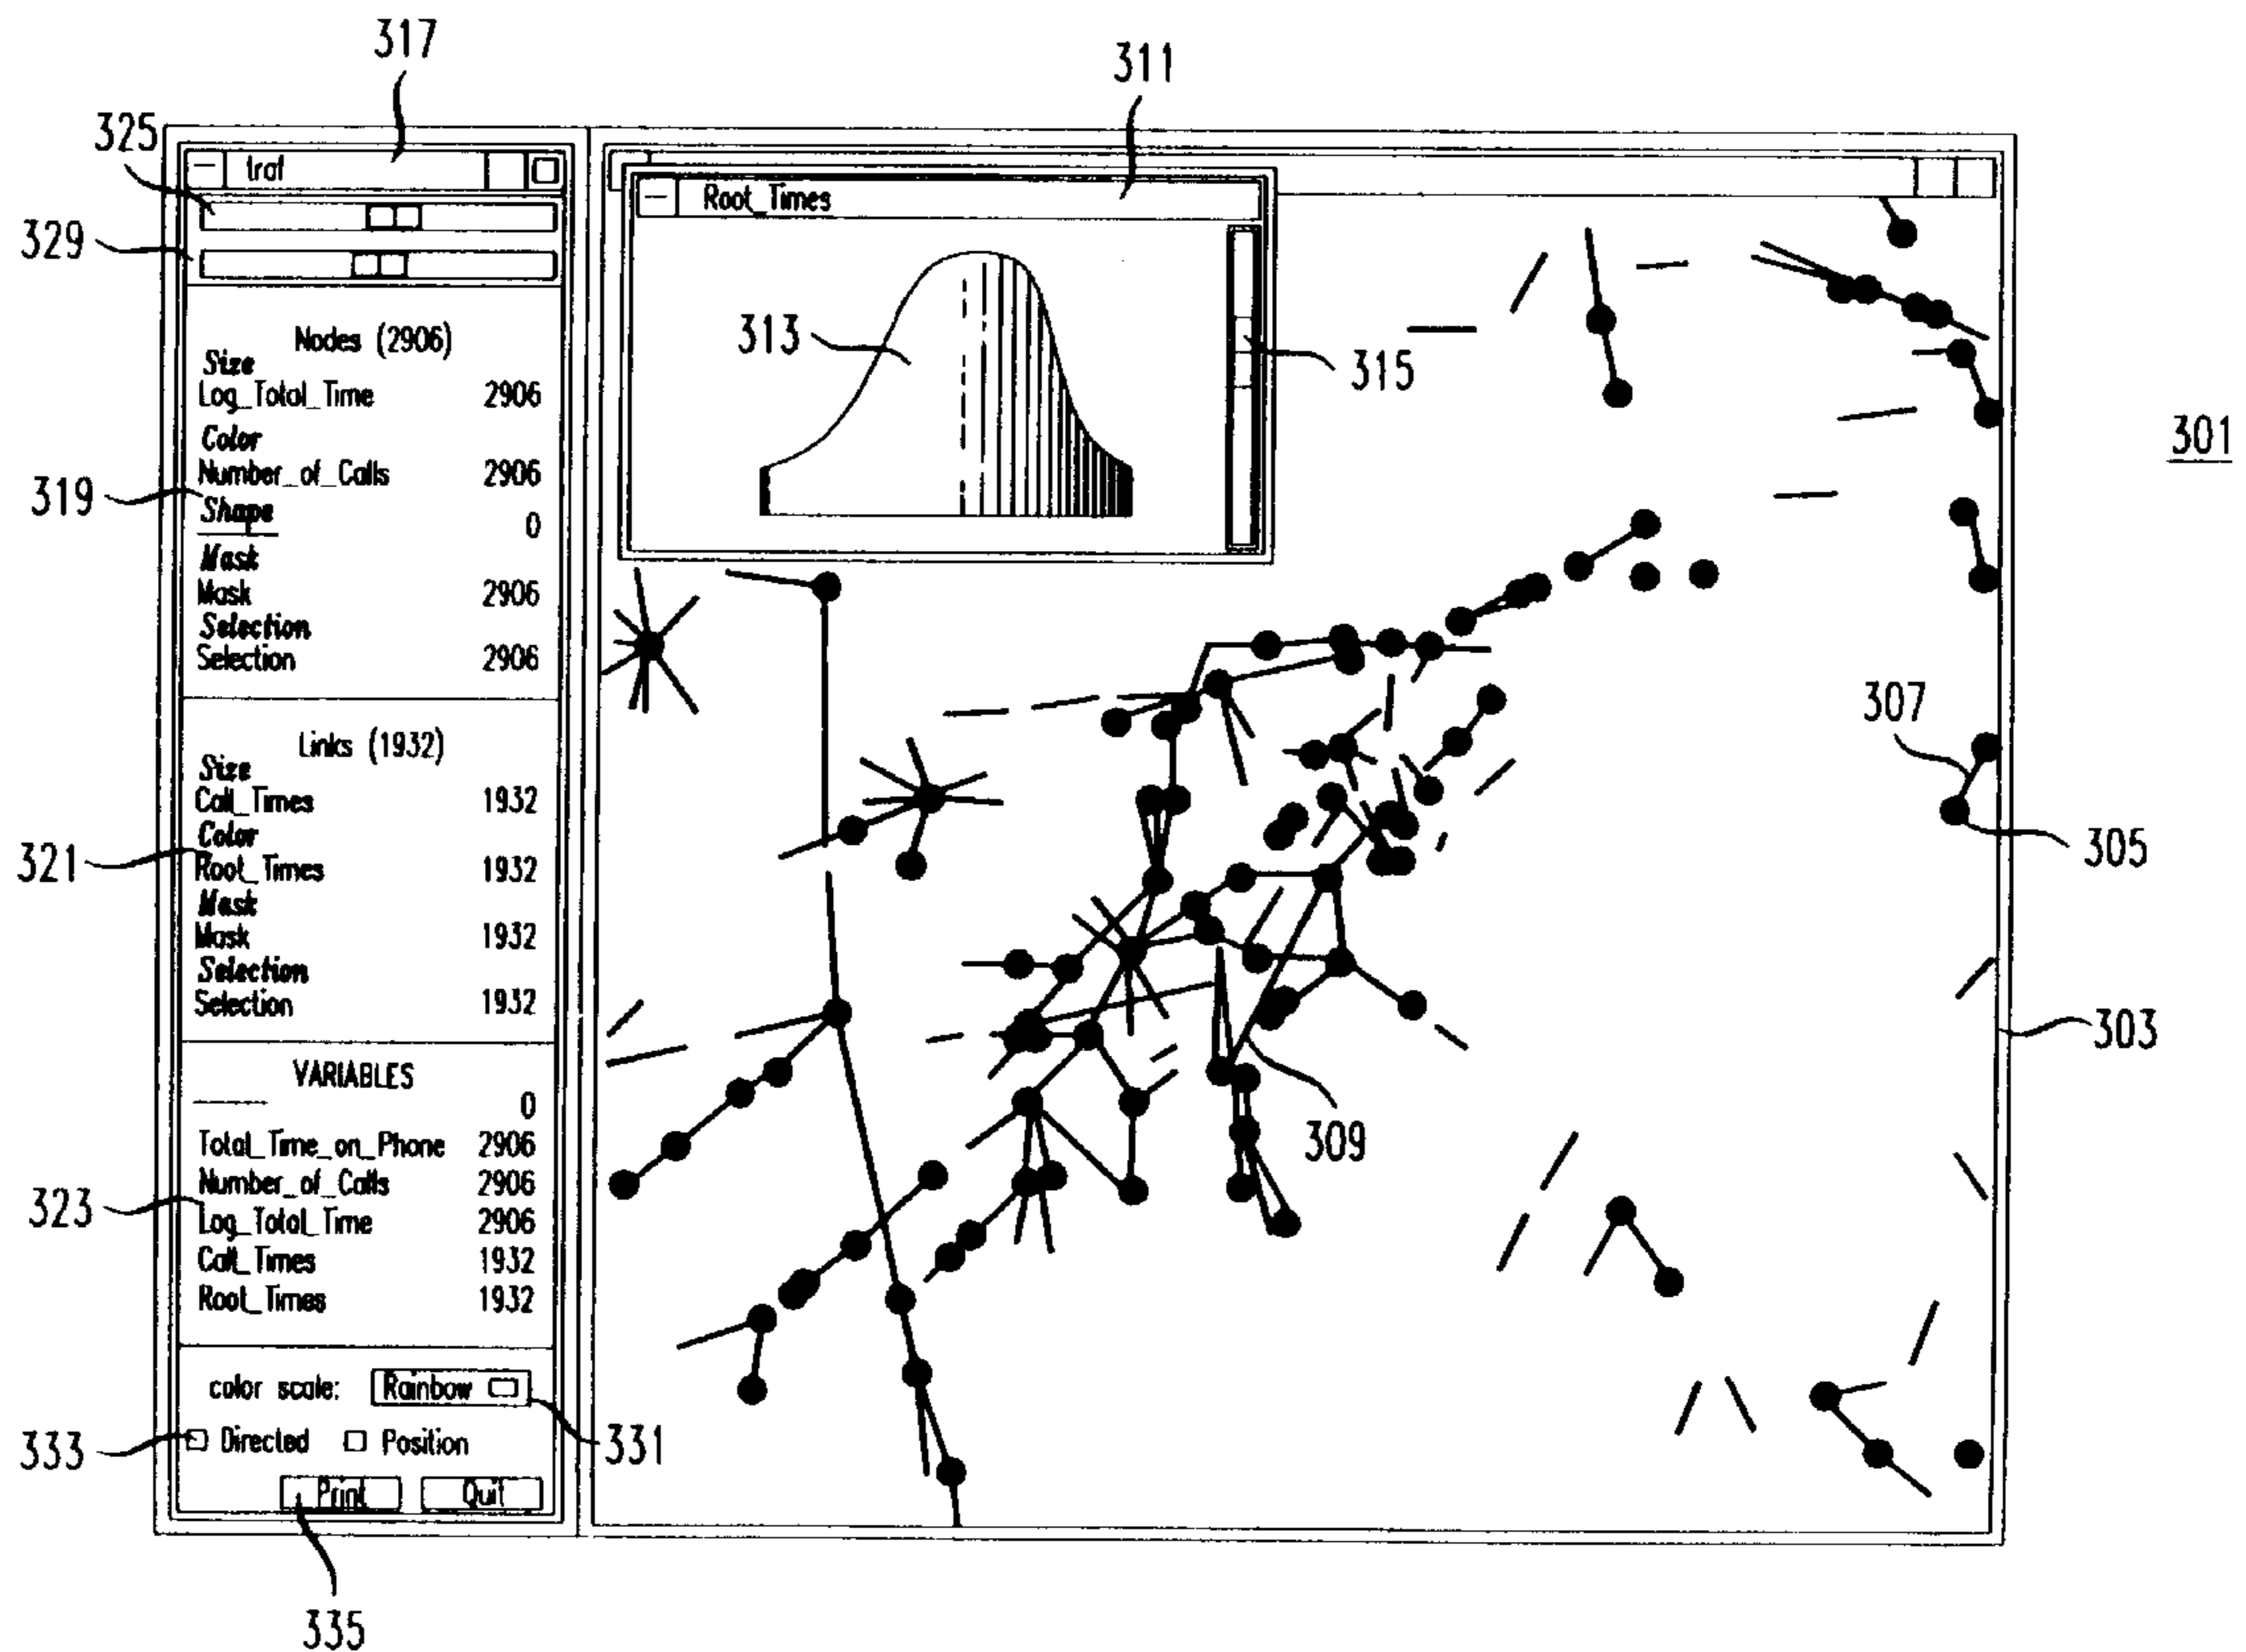 317
311
325
traf
329
Root_Times
313
315
301
Nodes (2906)
Size
Log_Total_Time 2906
Color
Number_of_Calls 2906
319
Shape
0
Mask
Mask 2906
Selection
Selection 2906
Links (1932)
Size
Call_Times 1932
Color
321
Root_Times 1932
Mask
Mask 1932
Selection
Selection 1932
307
305
303
309
VARIABLES
0
Total_Time_on_Phone 2906
Number_of_Calls 2906
323
Log_Total_Time 2906
Call_Times 1932
Root_Times 1932
color scale: Rainbow
331
333
Directed Position
Print Quit
335